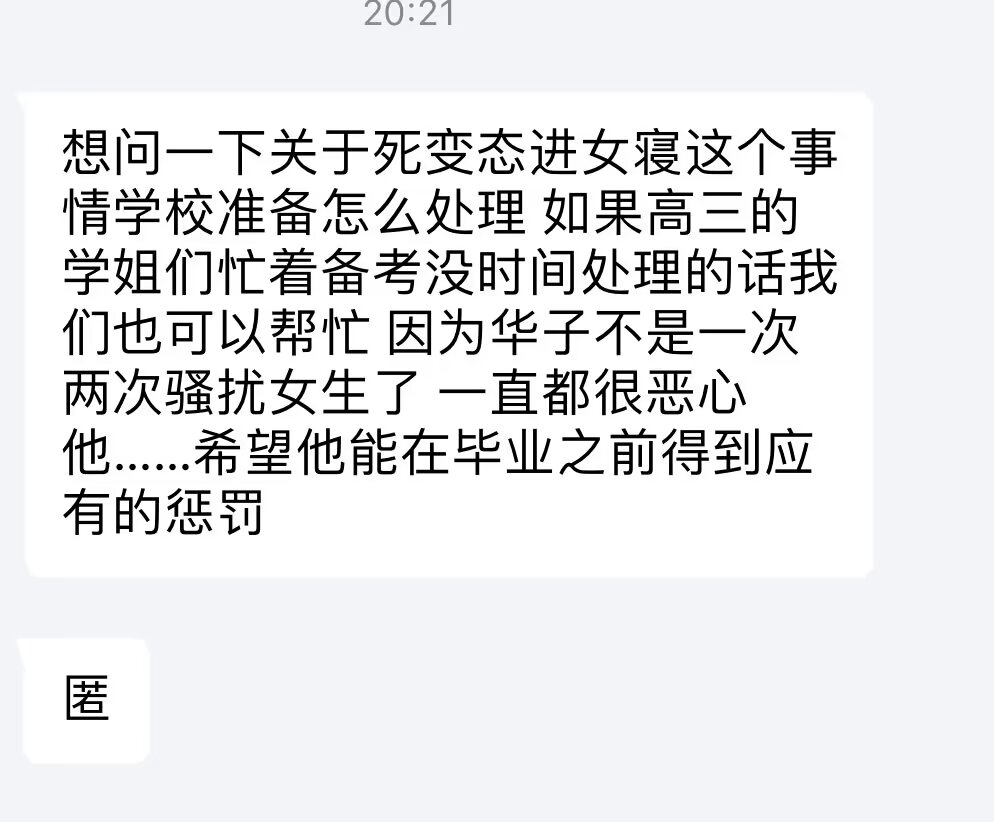 20:21
想问一下关于死变态进女寝这个事
情学校准备怎么处理 如果高三的
学姐们忙着备考没时间处理的话我
们也可以帮忙 因为华子不是一次
两次骚扰女生了 一直都很恶心
他......希望他能在毕业之前得到应
有的惩罚
匿